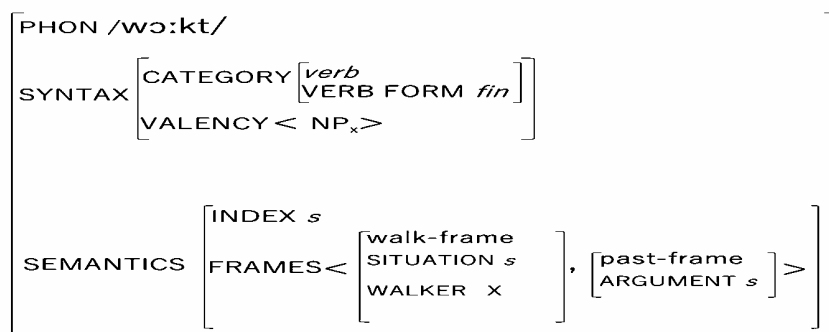 PHON /wɔːkt/
SYNTAX
CATEGORY
verb
VERB FORM fin
VALENCY< NPₓ>
SEMANTICS
INDEX s
FRAMES<
walk-frame
SITUATION s
WALKER X
,
past-frame
ARGUMENT s
>